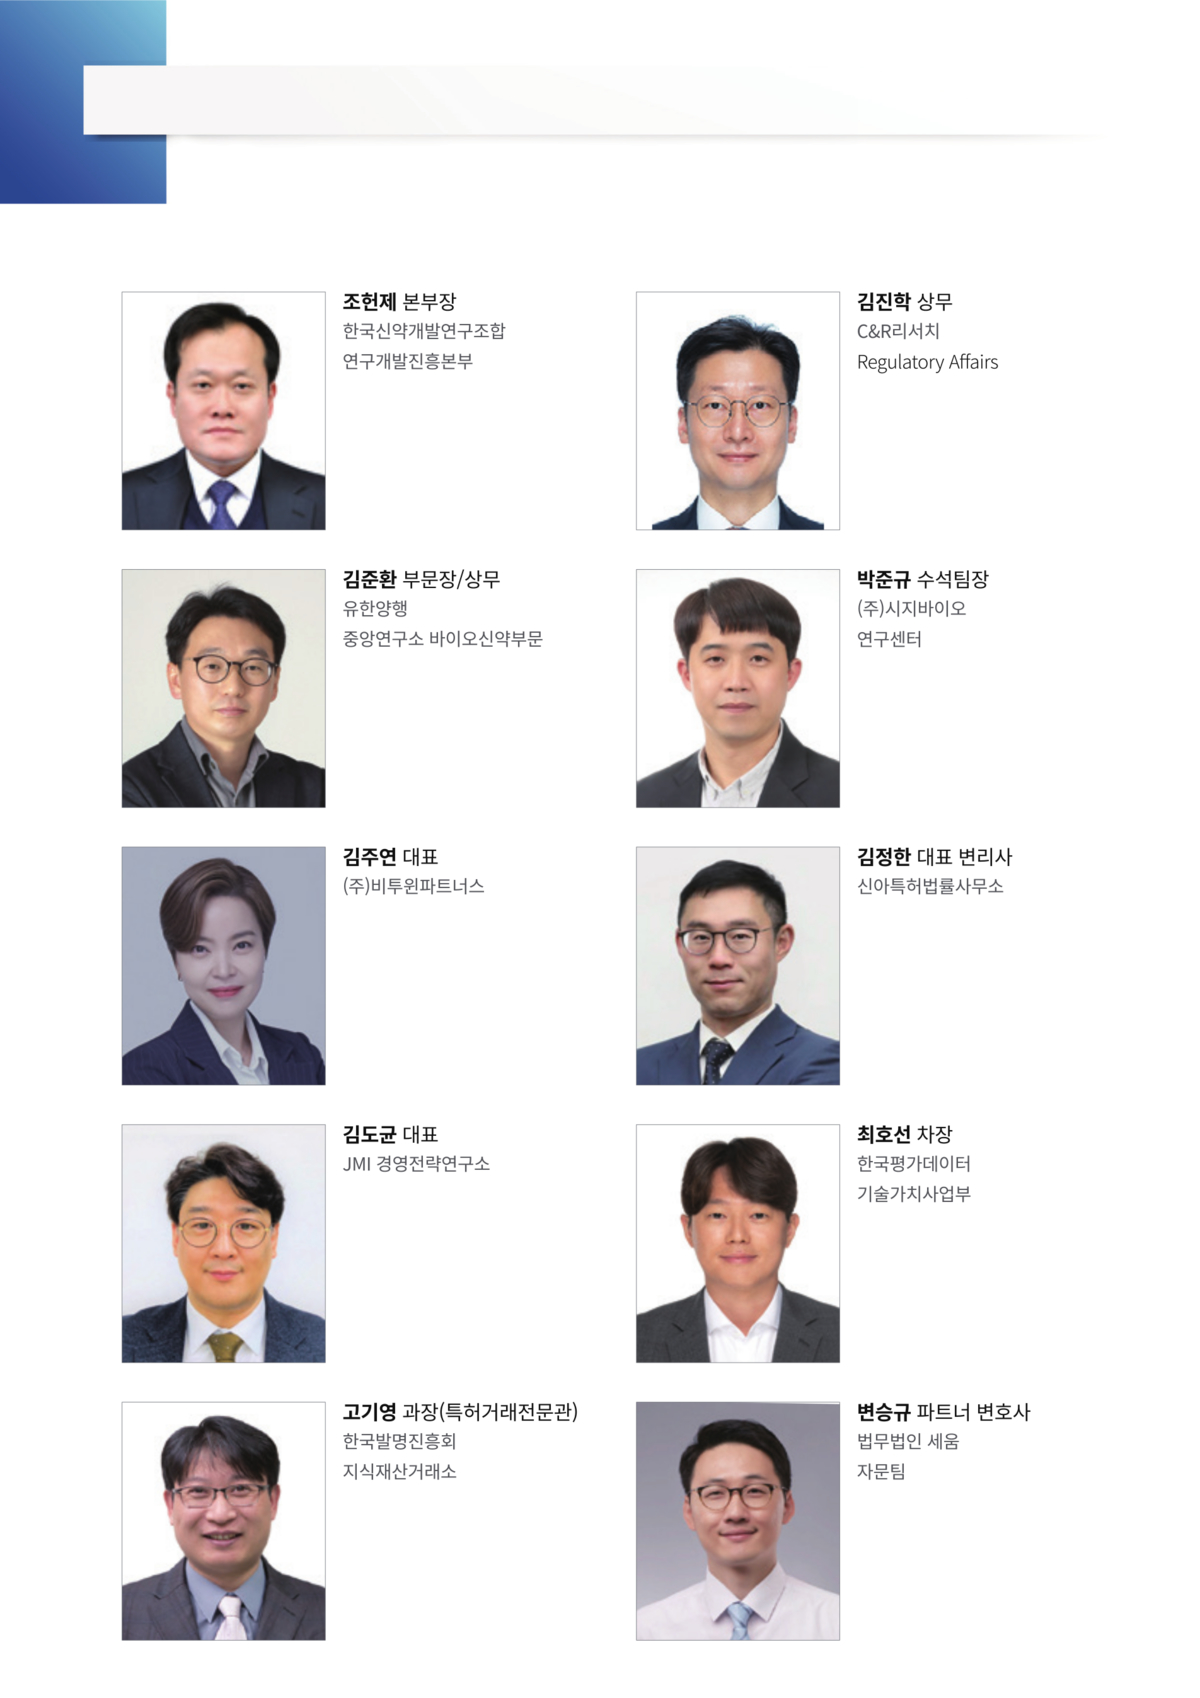 조헌제 본부장
한국신약개발연구조합
연구개발진흥본부
김진학 상무
C&R리서치
Regulatory Affairs
김준환 부문장/상무
유한양행
중앙연구소 바이오신약부문
박준규 수석팀장
(주)시지바이오
연구센터
김주연 대표
(주)비투윈파트너스
김정한 대표 변리사
신아특허법률사무소
김도균 대표
JMI 경영전략연구소
최호선 차장
한국평가데이터
기술가치사업부
고기영 과장(특허거래전문관)
한국발명진흥회
지식재산거래소
변승규 파트너 변호사
법무법인 세움
자문팀